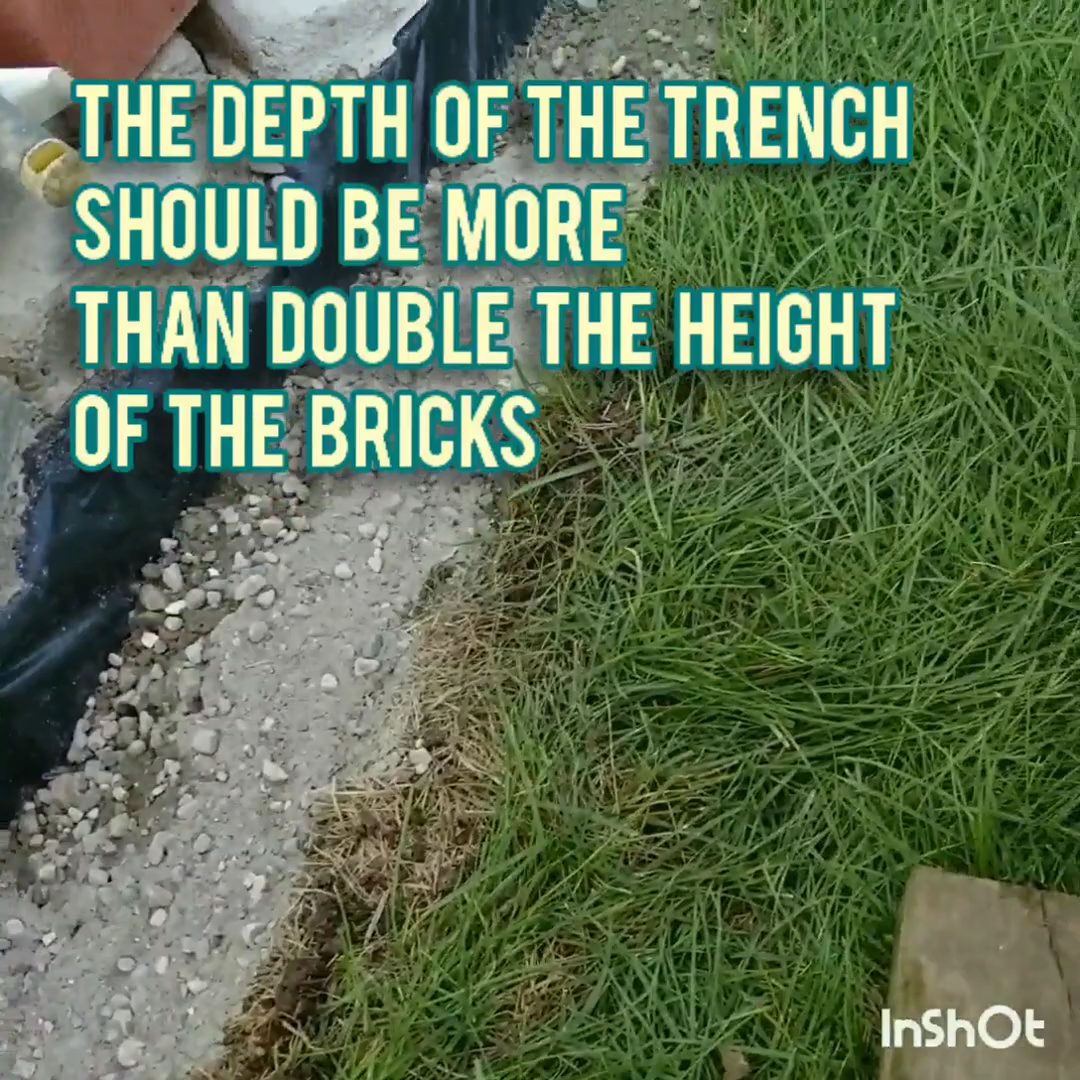 THE DEPTH OF THE TRENCH
SHOULD BE MORE
THAN DOUBLE THE HEIGHT
OF THE BRICKS
InShOt